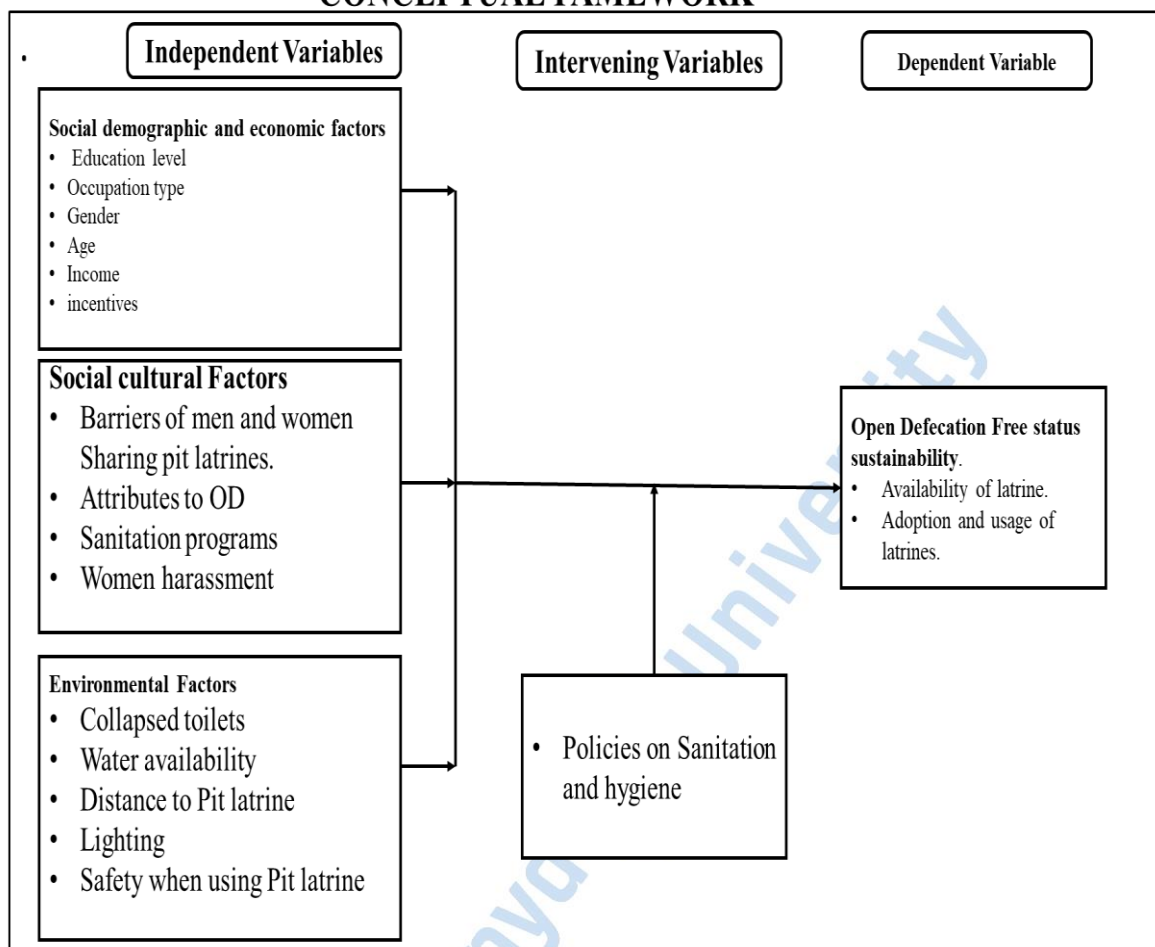 CONCEPTUAL FAMEWORK
•
Independent Variables
Intervening Variables
Dependent Variable
Social demographic and economic factors
• Education level
• Occupation type
• Gender
• Age
• Income
• incentives
Social cultural Factors
• Barriers of men and women
Sharing pit latrines.
• Attributes to OD
• Sanitation programs
• Women harassment
Environmental Factors
• Collapsed toilets
• Water availability
• Distance to Pit latrine
• Lighting
• Safety when using Pit latrine
• Policies on Sanitation
and hygiene
Open Defecation Free status
sustainability.
• Availability of latrine.
• Adoption and usage of
latrines.
University